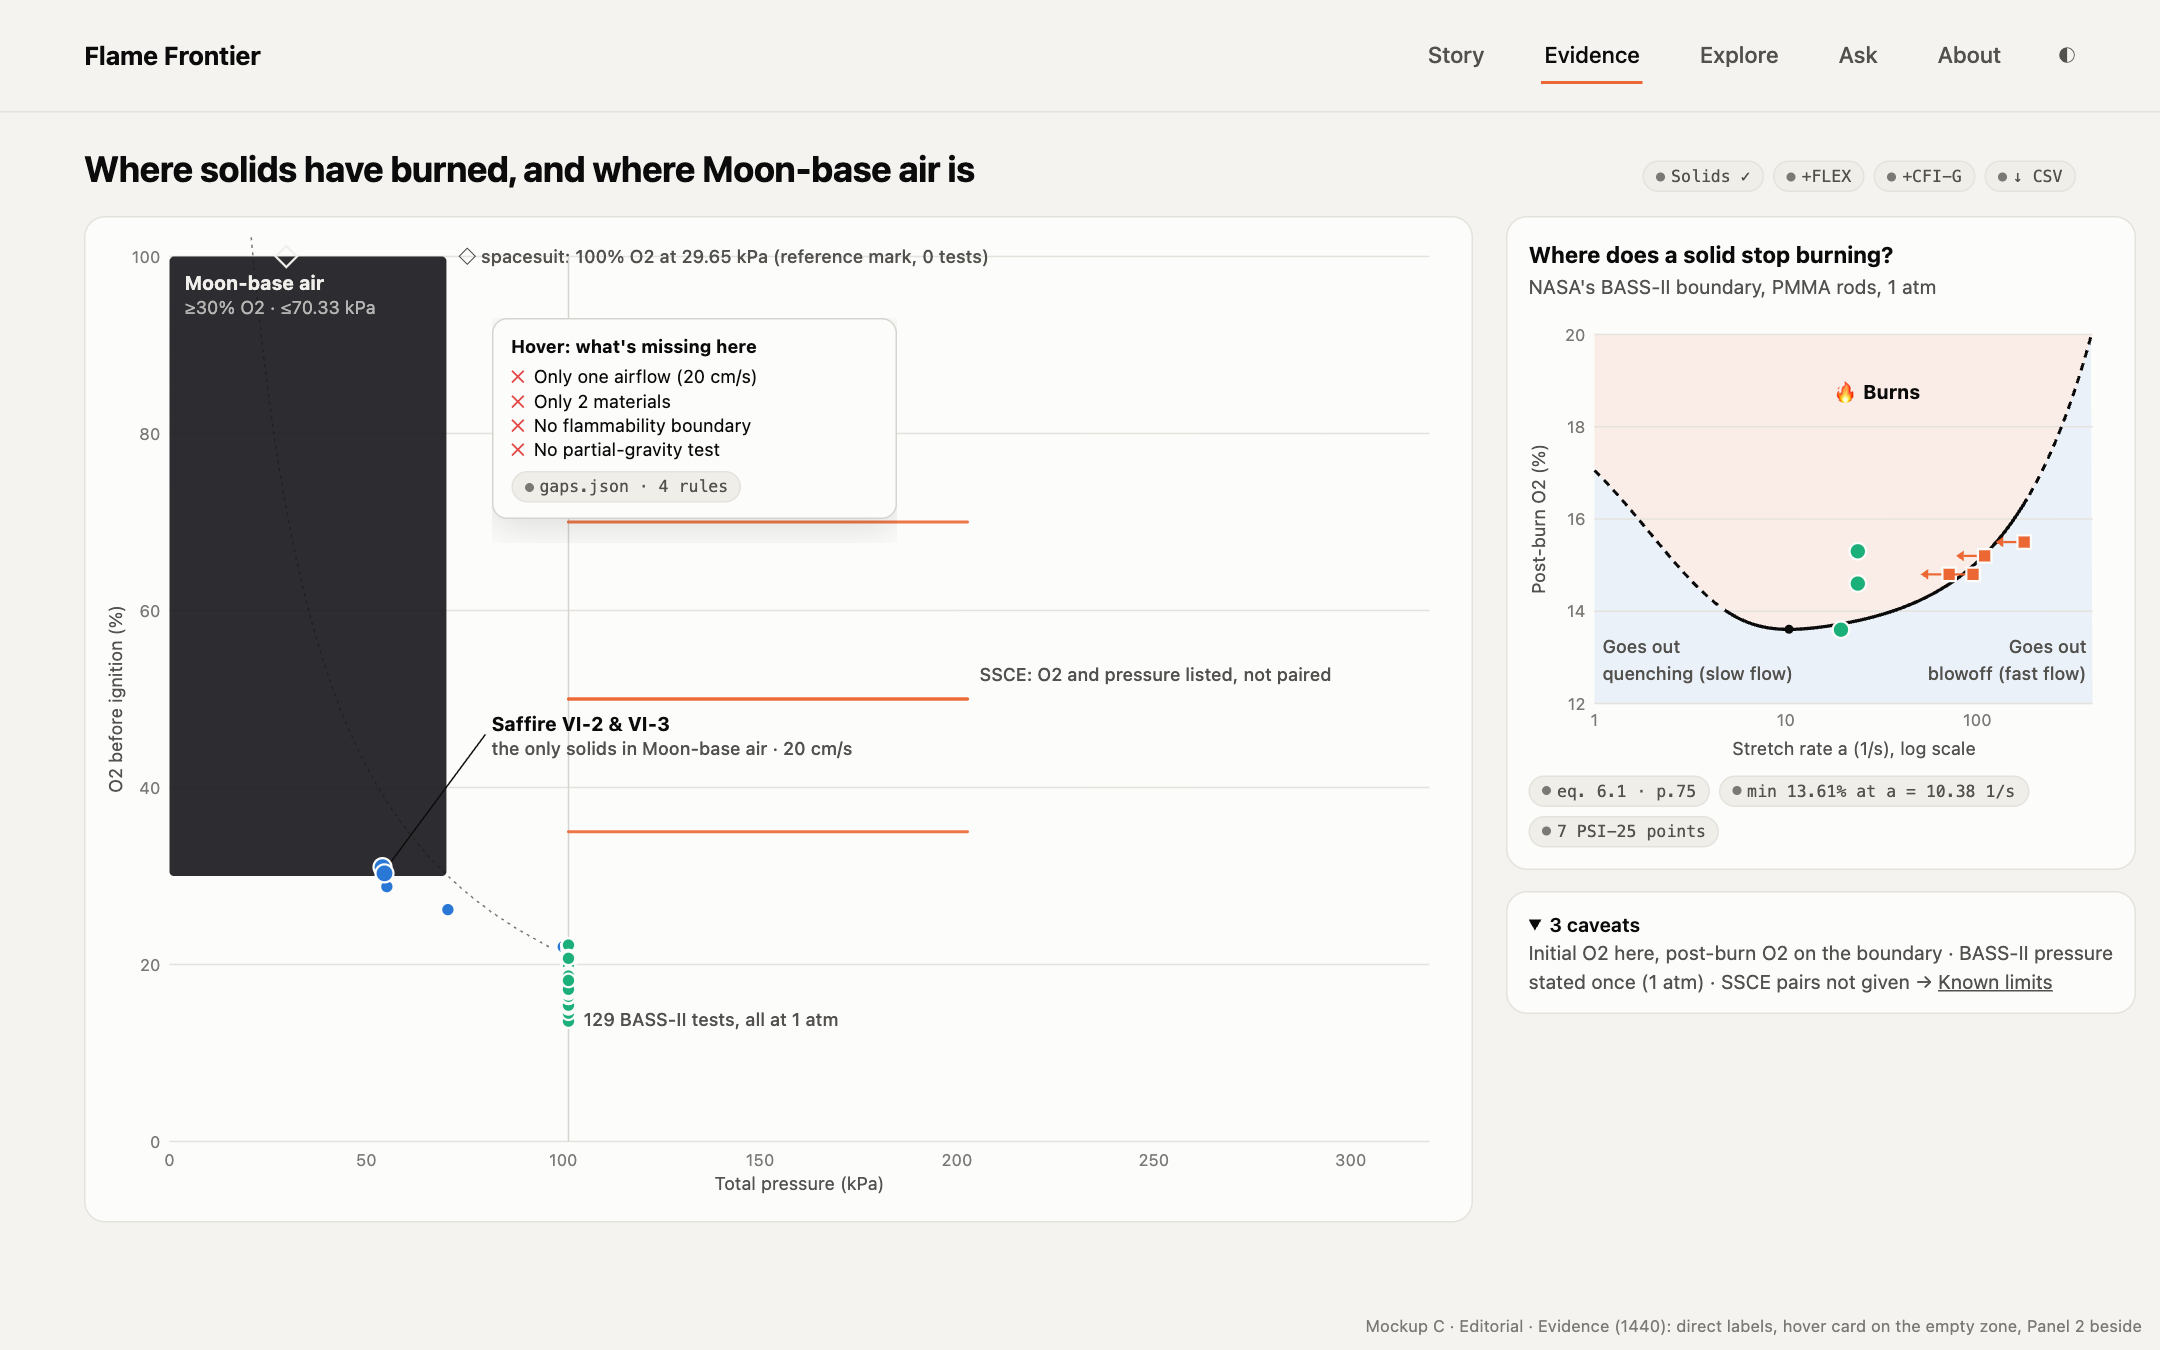 Flame Frontier
Story
Evidence
Explore
Ask
About
Where solids have burned, and where Moon-base air is
Solids ✓
+FLEX
+CFI-G
↓ CSV
100
80
60
40
20
0
O2 before ignition (%)
Moon-base air
≥30% O2 · ≤70.33 kPa
spacesuit: 100% O2 at 29.65 kPa (reference mark, 0 tests)
Hover: what's missing here
Only one airflow (20 cm/s)
Only 2 materials
No flammability boundary
No partial-gravity test
gaps.json · 4 rules
SSCE: O2 and pressure listed, not paired
Saffire VI-2 & VI-3
the only solids in Moon-base air · 20 cm/s
129 BASS-II tests, all at 1 atm
0
50
100
150
200
250
300
Total pressure (kPa)
Where does a solid stop burning?
NASA's BASS-II boundary, PMMA rods, 1 atm
20
18
16
14
12
Post-burn O2 (%)
🔥 Burns
Goes out
quenching (slow flow)
Goes out
blowoff (fast flow)
1
10
100
Stretch rate a (1/s), log scale
eq. 6.1 · p.75
min 13.61% at a = 10.38 1/s
7 PSI-25 points
▼ 3 caveats
Initial O2 here, post-burn O2 on the boundary · BASS-II pressure
stated once (1 atm) · SSCE pairs not given → Known limits
Mockup C · Editorial · Evidence (1440): direct labels, hover card on the empty zone, Panel 2 beside